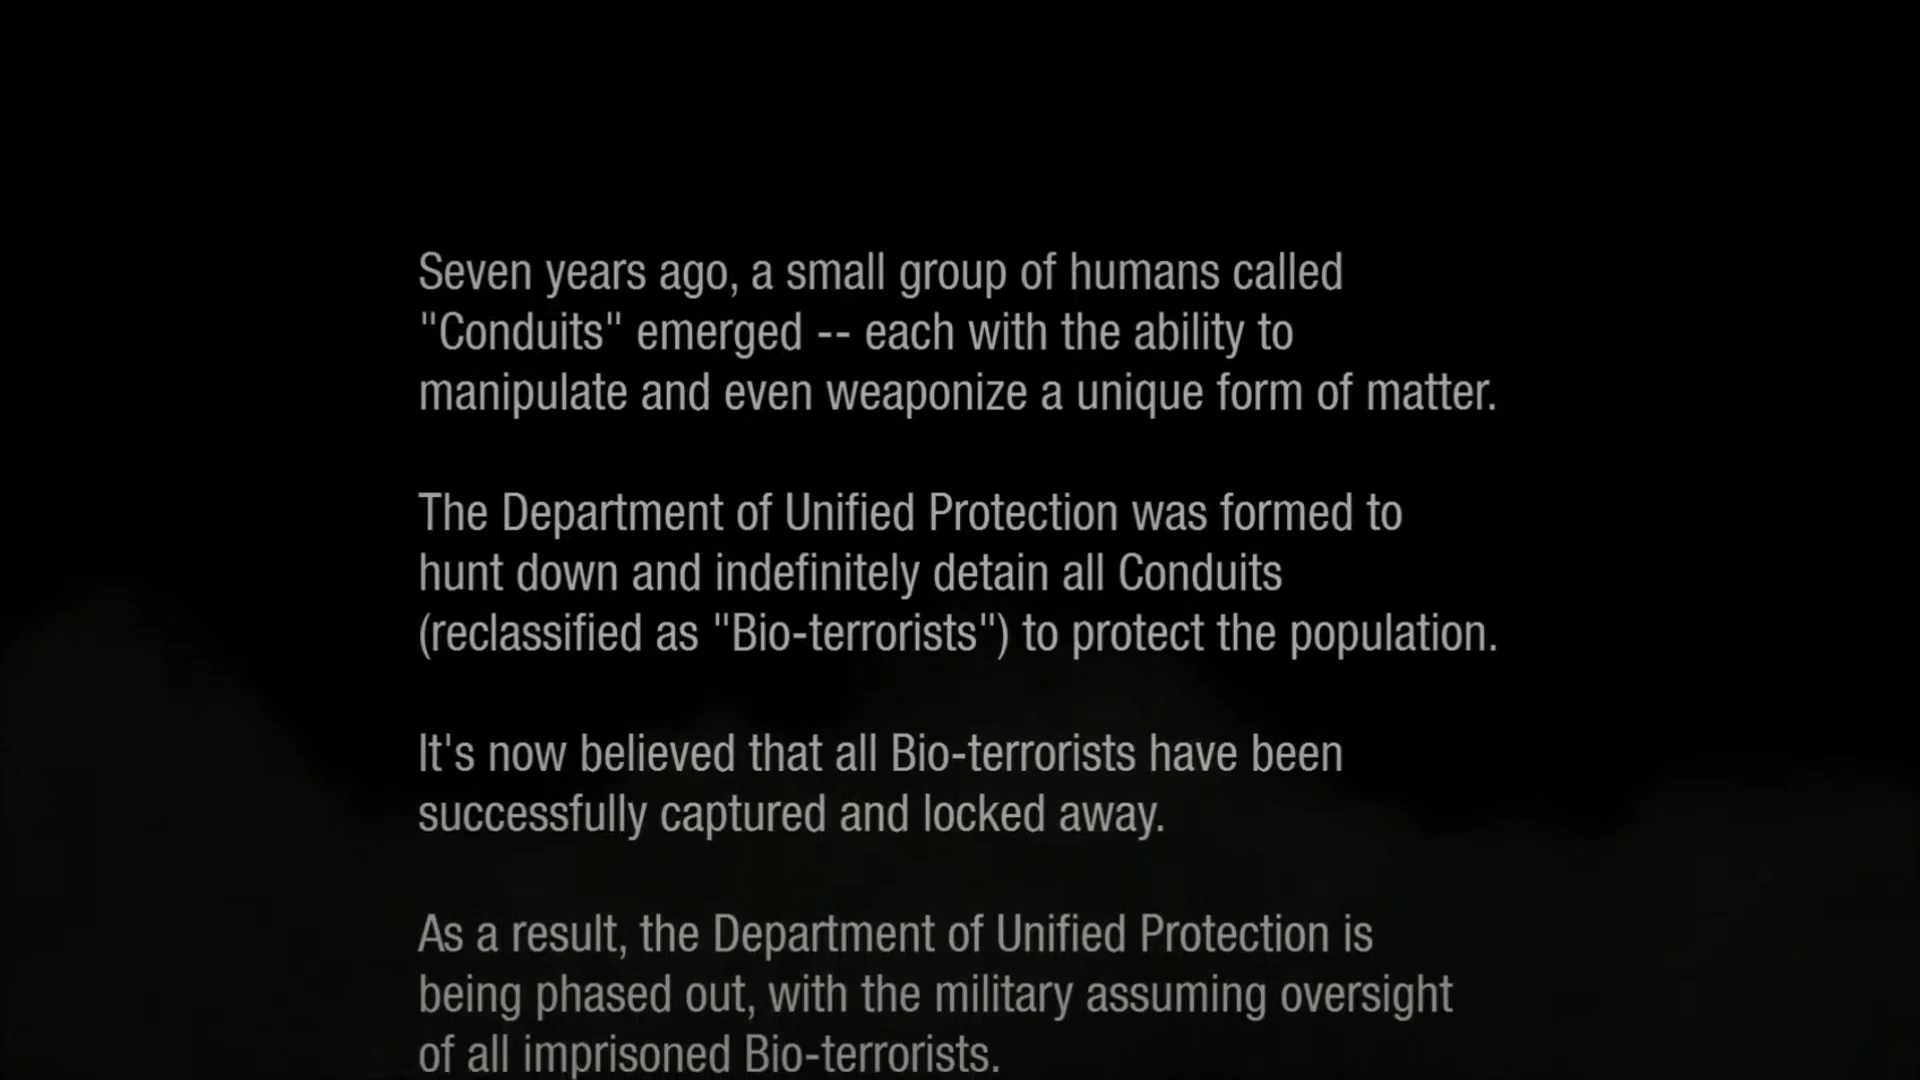 Seven years ago, a small group of humans called
"Conduits" emerged -- each with the ability to
manipulate and even weaponize a unique form of matter.
The Department of Unified Protection was formed to
hunt down and indefinitely detain all Conduits
(reclassified as "Bio-terrorists") to protect the population.
It's now believed that all Bio-terrorists have been
successfully captured and locked away.
As a result, the Department of Unified Protection is
being phased out, with the military assuming oversight
of all imprisoned Bio-terrorists.